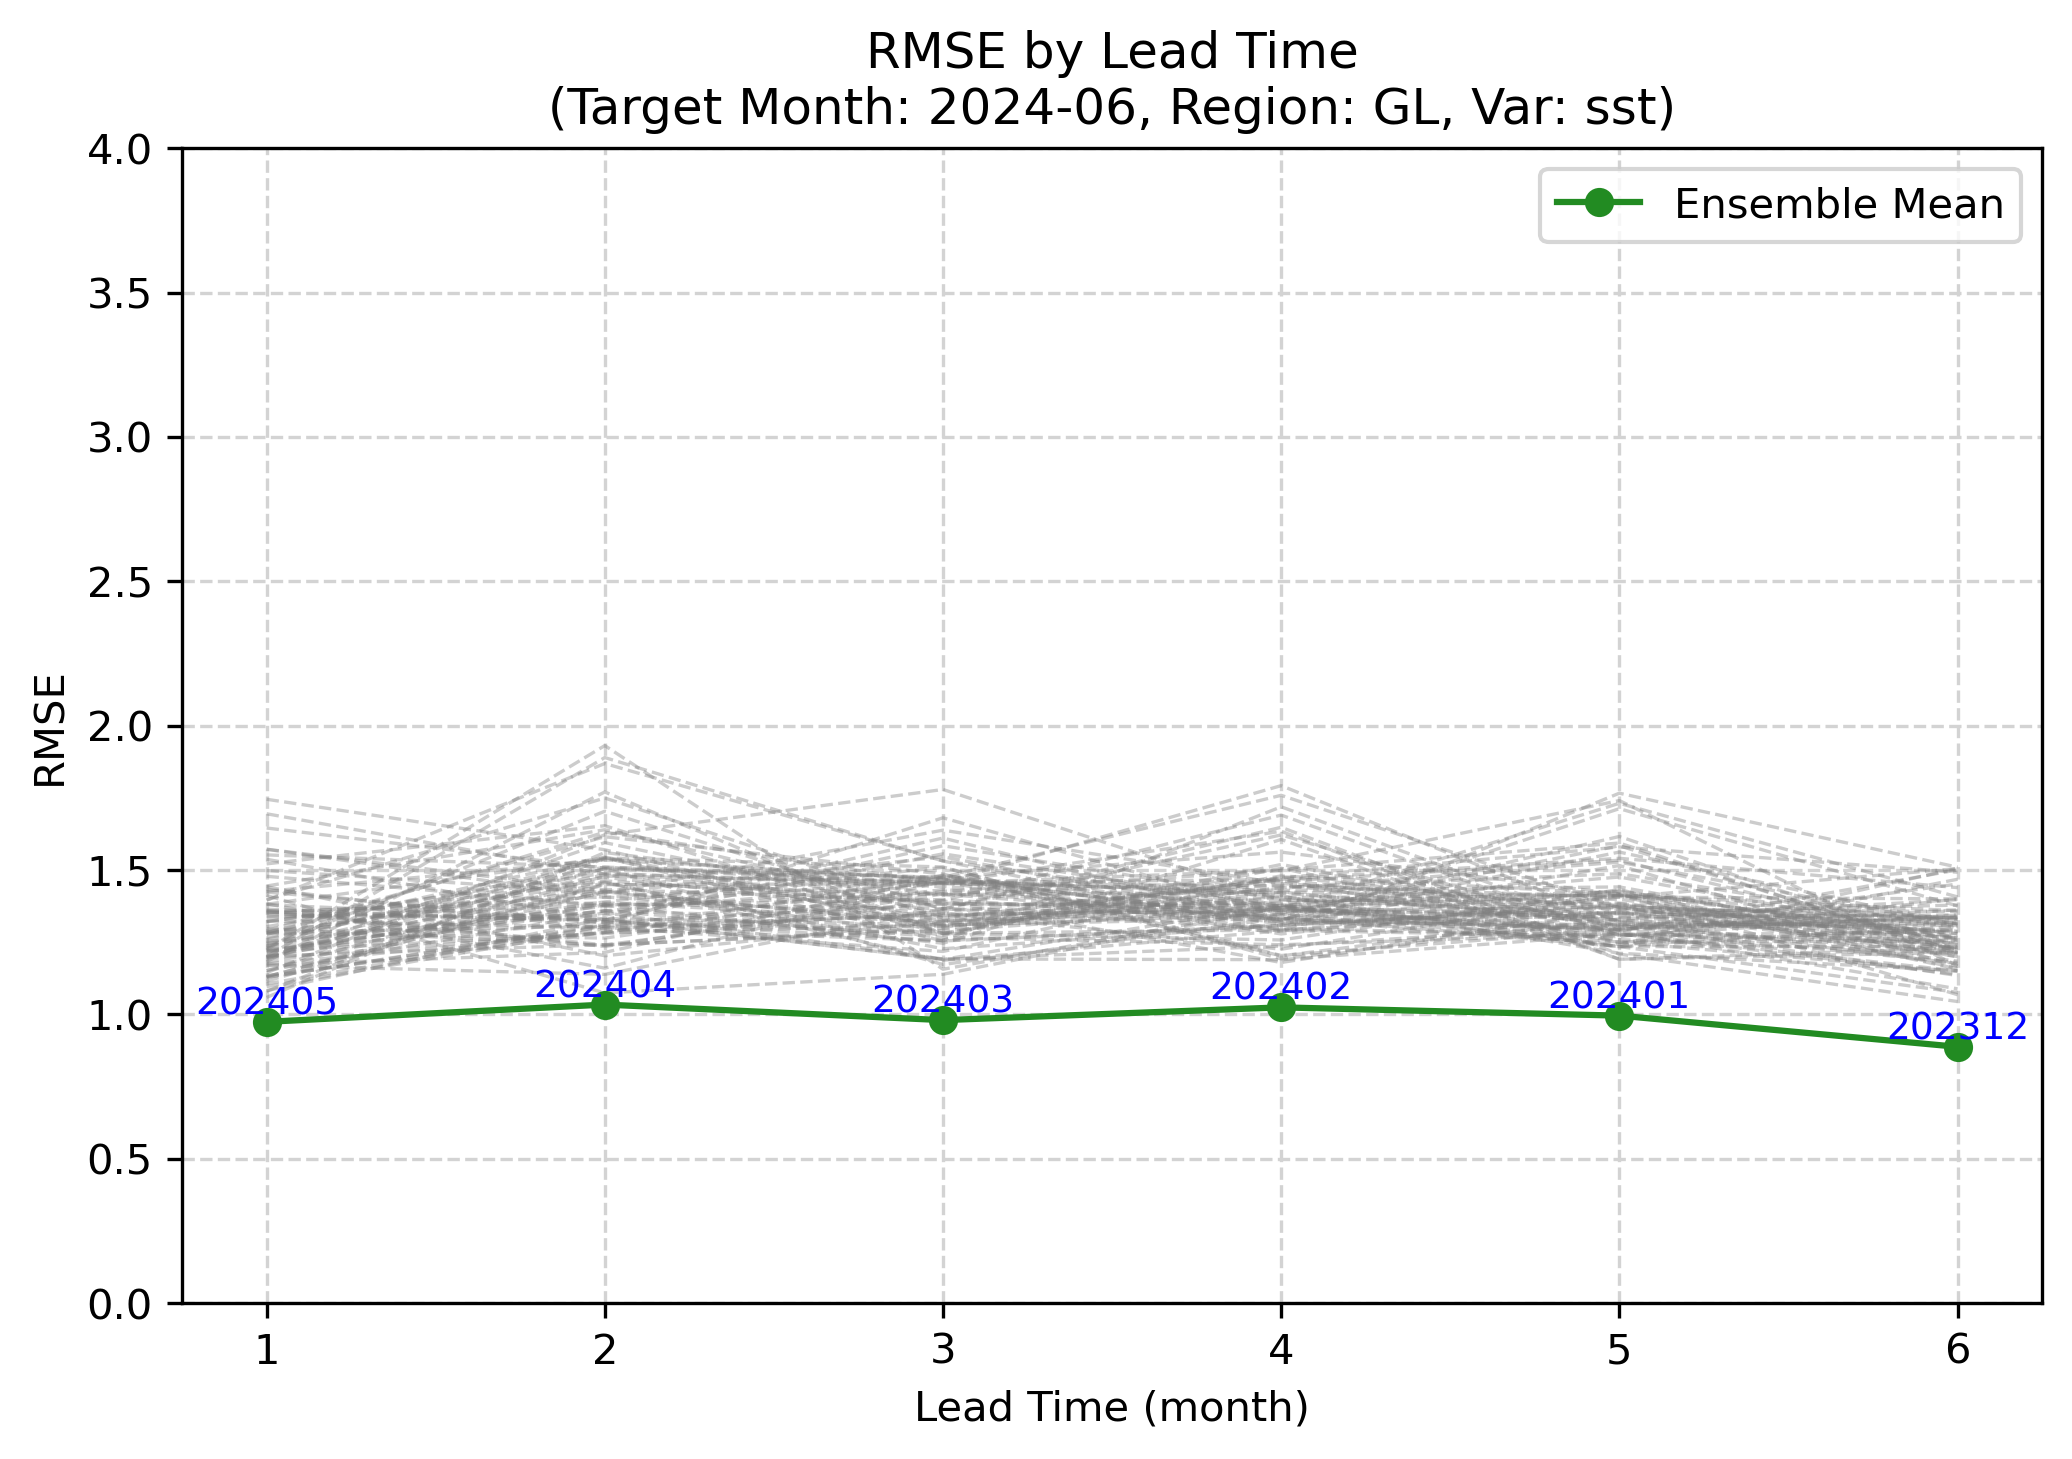 RMSE by Lead Time
(Target Month: 2024-06, Region: GL, Var: sst)
Ensemble Mean
RMSE
4.0
3.5
3.0
2.5
2.0
1.5
1.0
0.5
0.0
202405
202404
202403
202402
202401
202312
1 2 3 4 5 6
Lead Time (month)